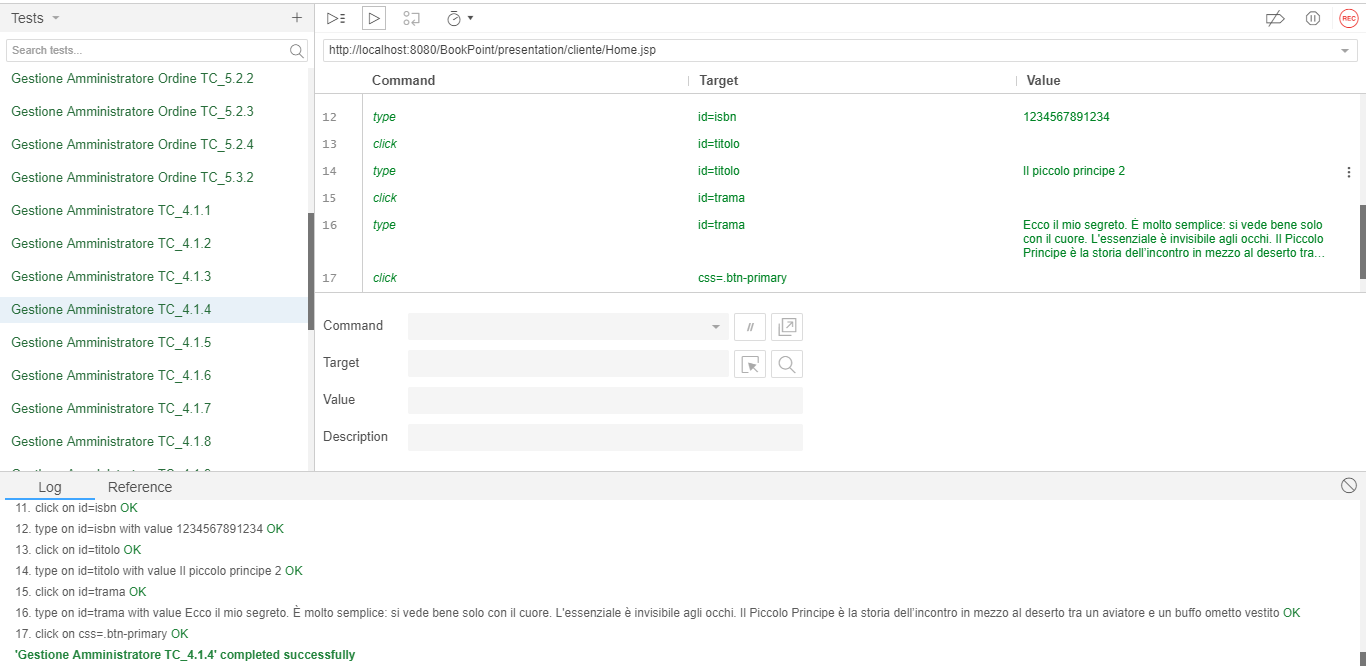 Tests
Search tests...
Gestione Amministratore Ordine TC_5.2.2
Gestione Amministratore Ordine TC_5.2.3
Gestione Amministratore Ordine TC_5.2.4
Gestione Amministratore Ordine TC_5.3.2
Gestione Amministratore TC_4.1.1
Gestione Amministratore TC_4.1.2
Gestione Amministratore TC_4.1.3
Gestione Amministratore TC_4.1.4
Gestione Amministratore TC_4.1.5
Gestione Amministratore TC_4.1.6
Gestione Amministratore TC_4.1.7
Gestione Amministratore TC_4.1.8
REC
http://localhost:8080/BookPoint/presentation/cliente/Home.jsp
Command Target Value
12 type id=isbn 1234567891234
13 click id=titolo
14 type id=titolo Il piccolo principe 2
15 click id=trama
16 type id=trama Ecco il mio segreto. È molto semplice: si vede bene solo
con il cuore. L'essenziale è invisibile agli occhi. Il Piccolo
Principe è la storia dell'incontro in mezzo al deserto tra...
17 click css=.btn-primary
Command
//
Target
Value
Description
Log Reference
11. click on id=isbn OK
12. type on id=isbn with value 1234567891234 OK
13. click on id=titolo OK
14. type on id=titolo with value Il piccolo principe 2 OK
15. click on id=trama OK
16. type on id=trama with value Ecco il mio segreto. È molto semplice: si vede bene solo con il cuore. L'essenziale è invisibile agli occhi. Il Piccolo Principe è la storia dell'incontro in mezzo al deserto tra un aviatore e un buffo ometto vestito OK
17. click on css=.btn-primary OK
'Gestione Amministratore TC_4.1.4' completed successfully